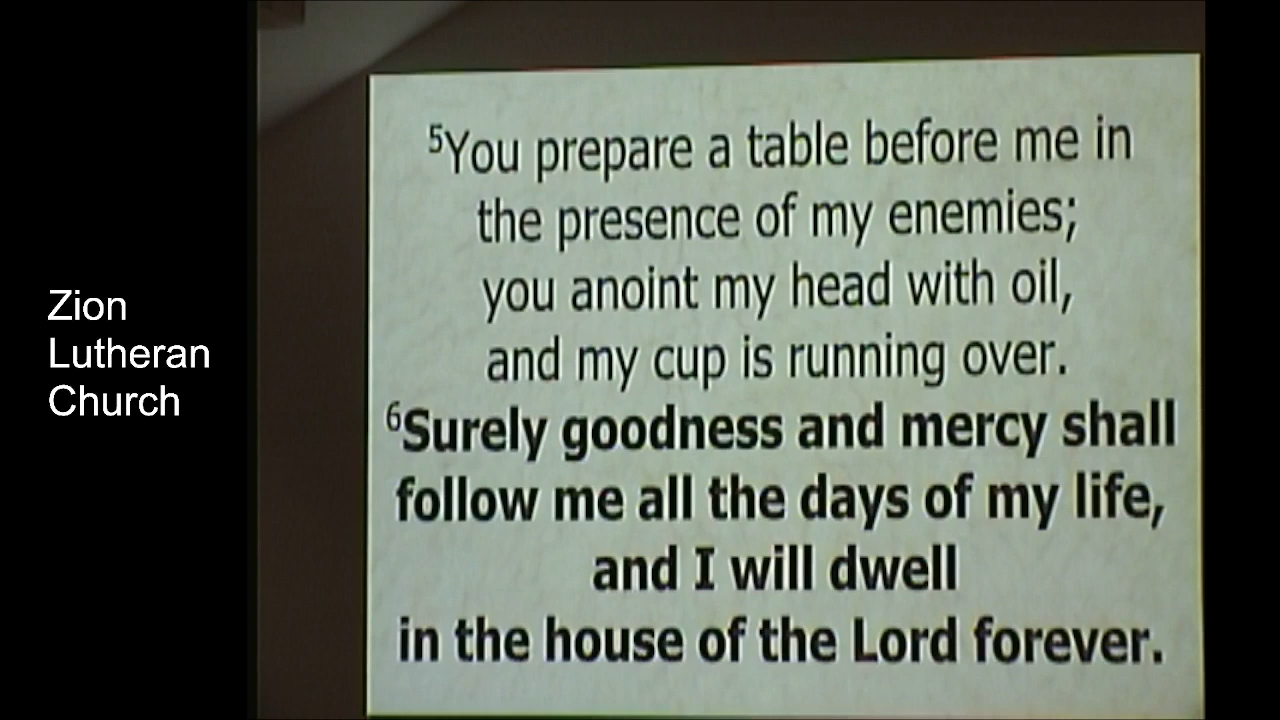 Zion
Lutheran
Church
⁵You prepare a table before me in
the presence of my enemies;
you anoint my head with oil,
and my cup is running over.
⁶Surely goodness and mercy shall
follow me all the days of my life,
and I will dwell
in the house of the Lord forever.